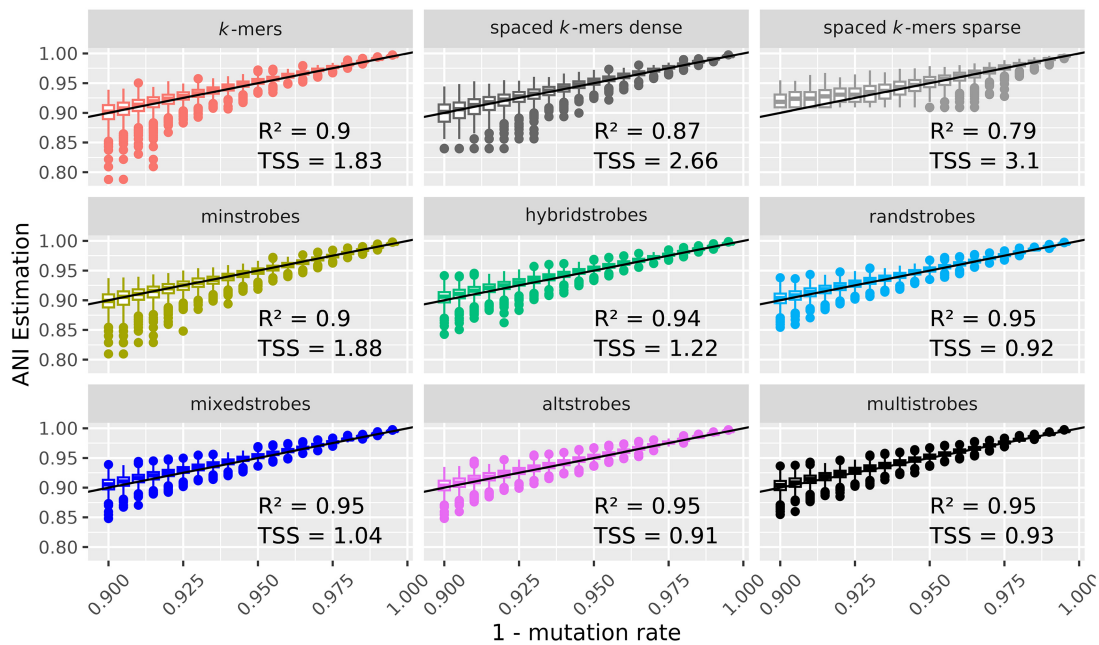 k-mers
spaced k-mers dense
spaced k-mers sparse
1.00
0.95
0.90
0.85
0.80
R² = 0.9
TSS = 1.83
R² = 0.87
TSS = 2.66
R² = 0.79
TSS = 3.1
minstrobes
hybridstrobes
randstrobes
1.00
0.95
0.90
0.85
0.80
R² = 0.9
TSS = 1.88
R² = 0.94
TSS = 1.22
R² = 0.95
TSS = 0.92
ANI Estimation
mixedstrobes
altstrobes
multistrobes
1.00
0.95
0.90
0.85
0.80
R² = 0.95
TSS = 1.04
R² = 0.95
TSS = 0.91
R² = 0.95
TSS = 0.93
0.900
0.925
0.950
0.975
1.000
0.900
0.925
0.950
0.975
1.000
0.900
0.925
0.950
0.975
1.000
1 - mutation rate